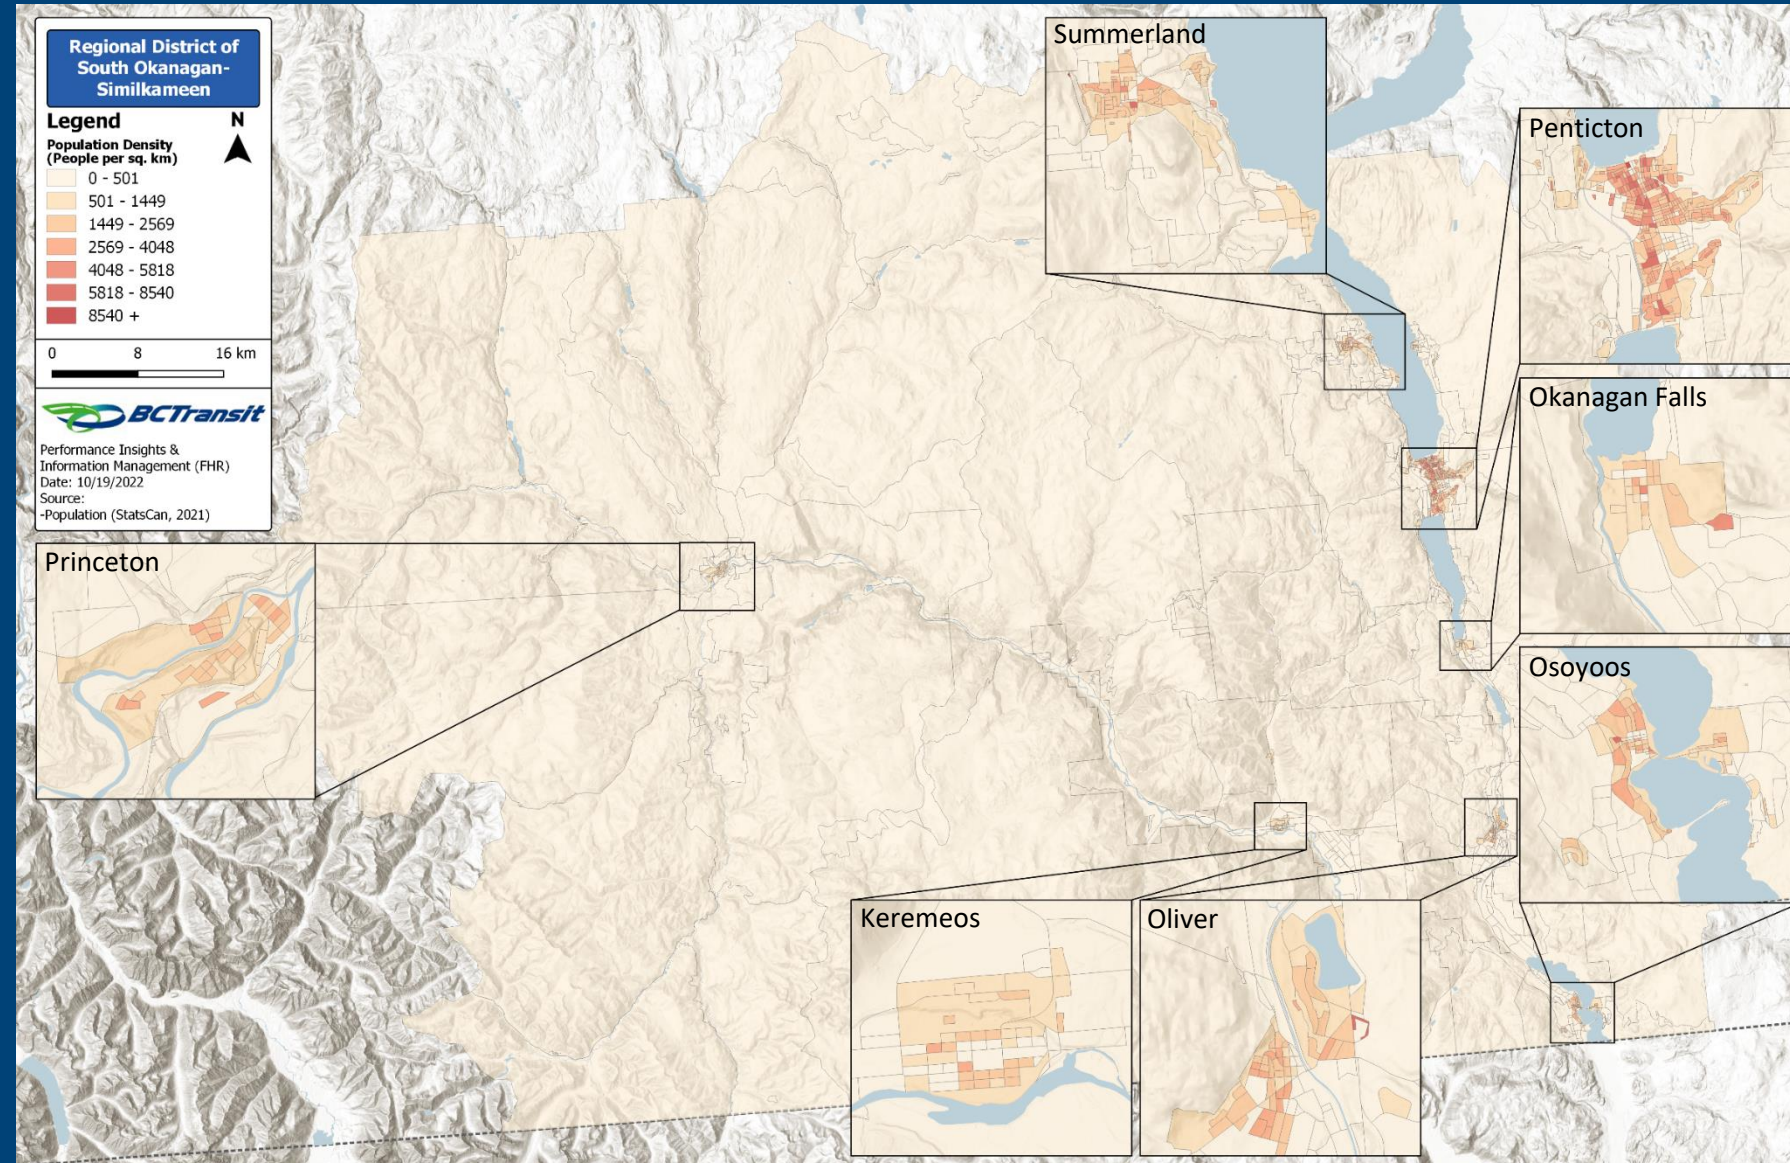 Regional District of
South Okanagan-
Similkameen
Legend
N
Population Density
(People per sq. km)
0 - 501
501 - 1449
1449 - 2569
2569 - 4048
4048 - 5818
5818 - 8540
8540 +
0 8 16 km
BCTransit
Performance Insights &
Information Management (FHR)
Date: 10/19/2022
Source:
-Population (StatsCan, 2021)
Summerland
Penticton
Okanagan Falls
Princeton
Osoyoos
Keremeos
Oliver